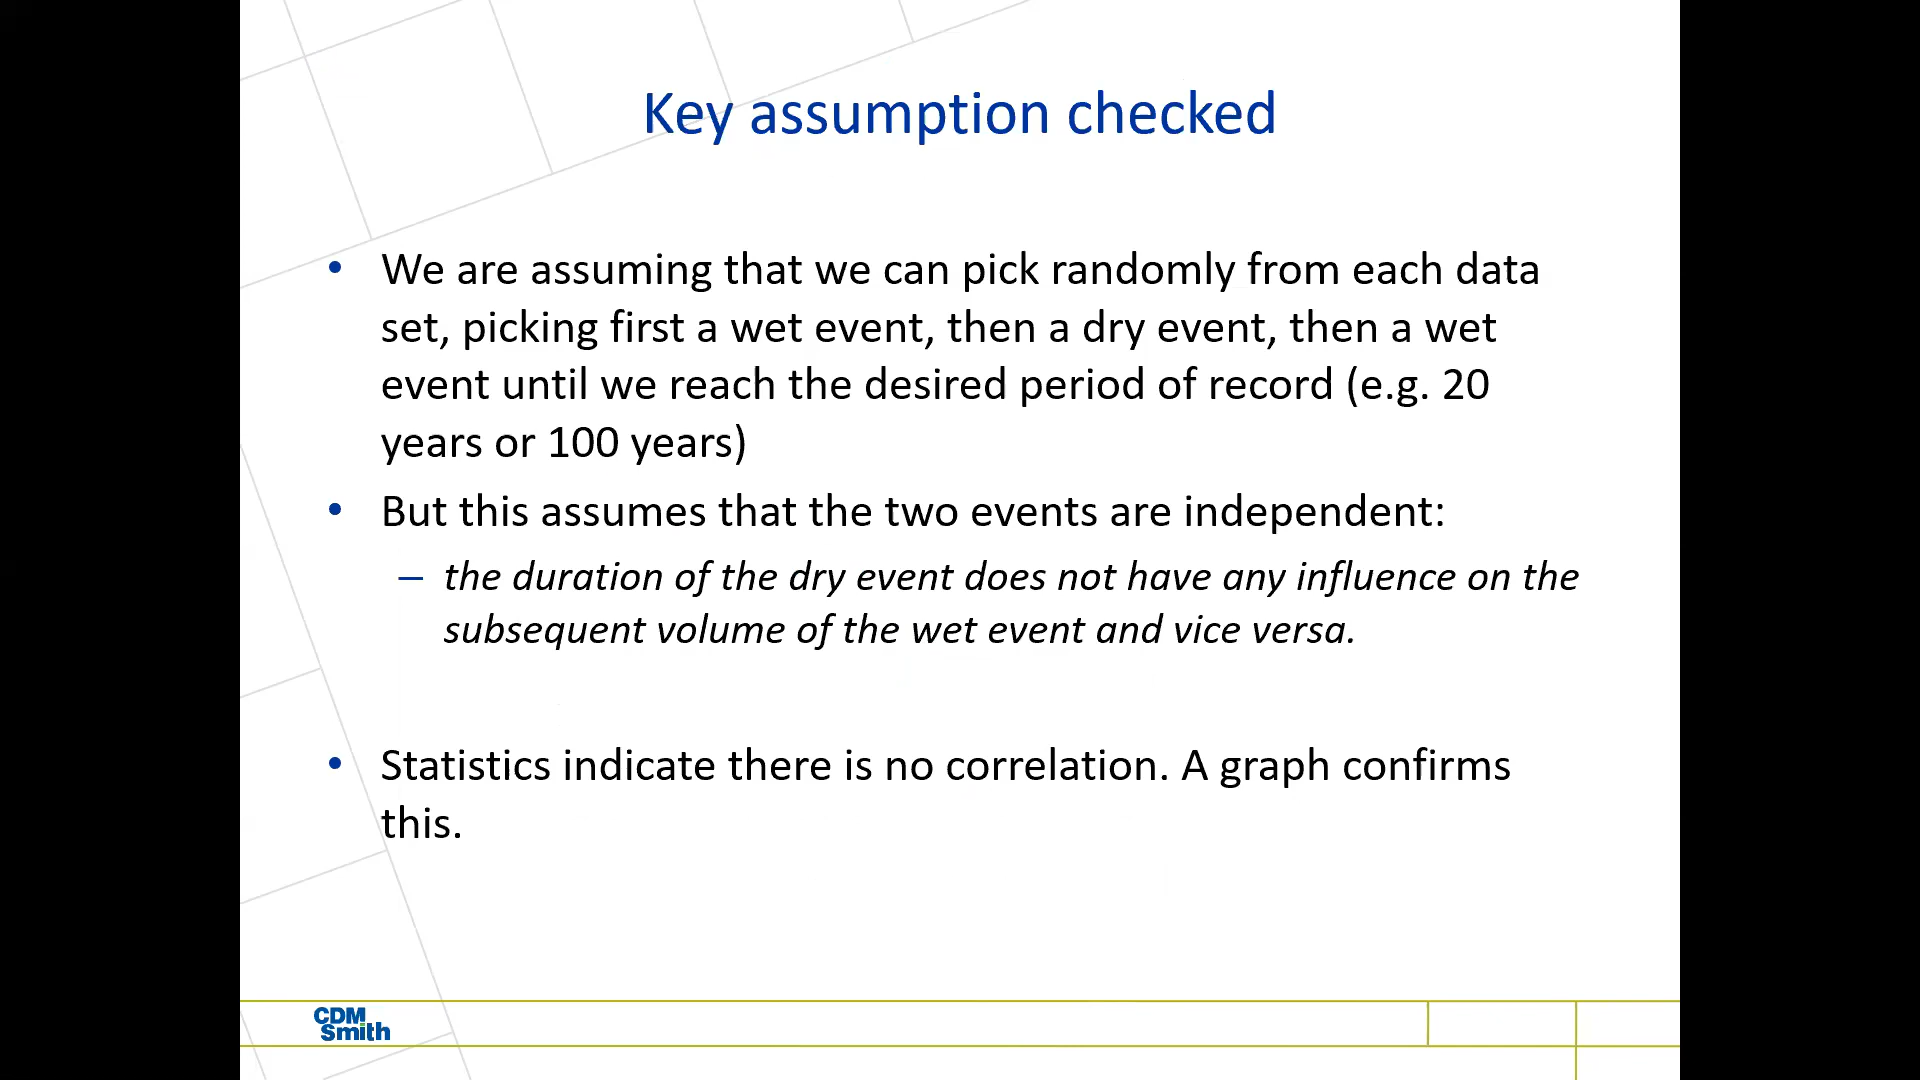 Key assumption checked
• We are assuming that we can pick randomly from each data
set, picking first a wet event, then a dry event, then a wet
event until we reach the desired period of record (e.g. 20
years or 100 years)
• But this assumes that the two events are independent:
– the duration of the dry event does not have any influence on the
subsequent volume of the wet event and vice versa.
• Statistics indicate there is no correlation. A graph confirms
this.
CDM
Smith